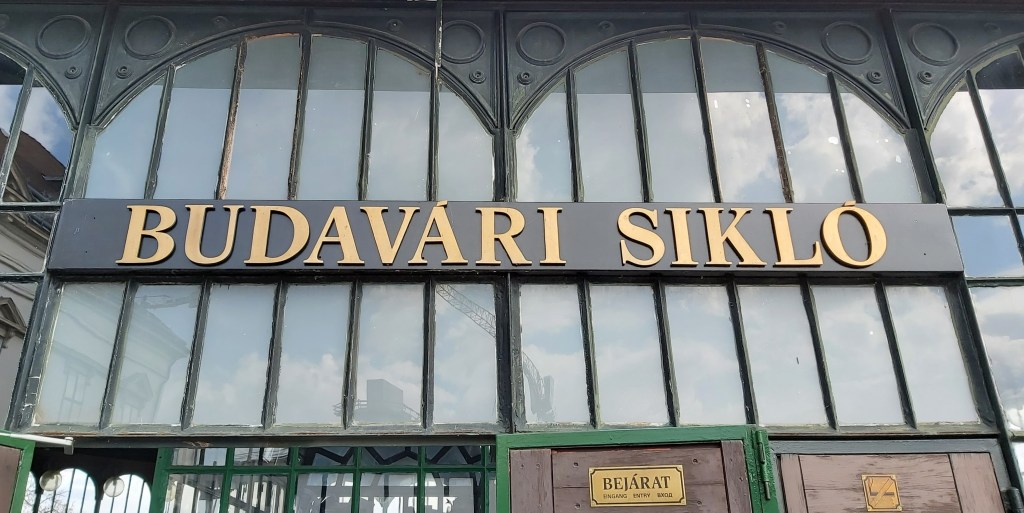 BUDAVÁRI SIKLÓ
BEJÁRAT
EINGANG ENTRY ВХОД